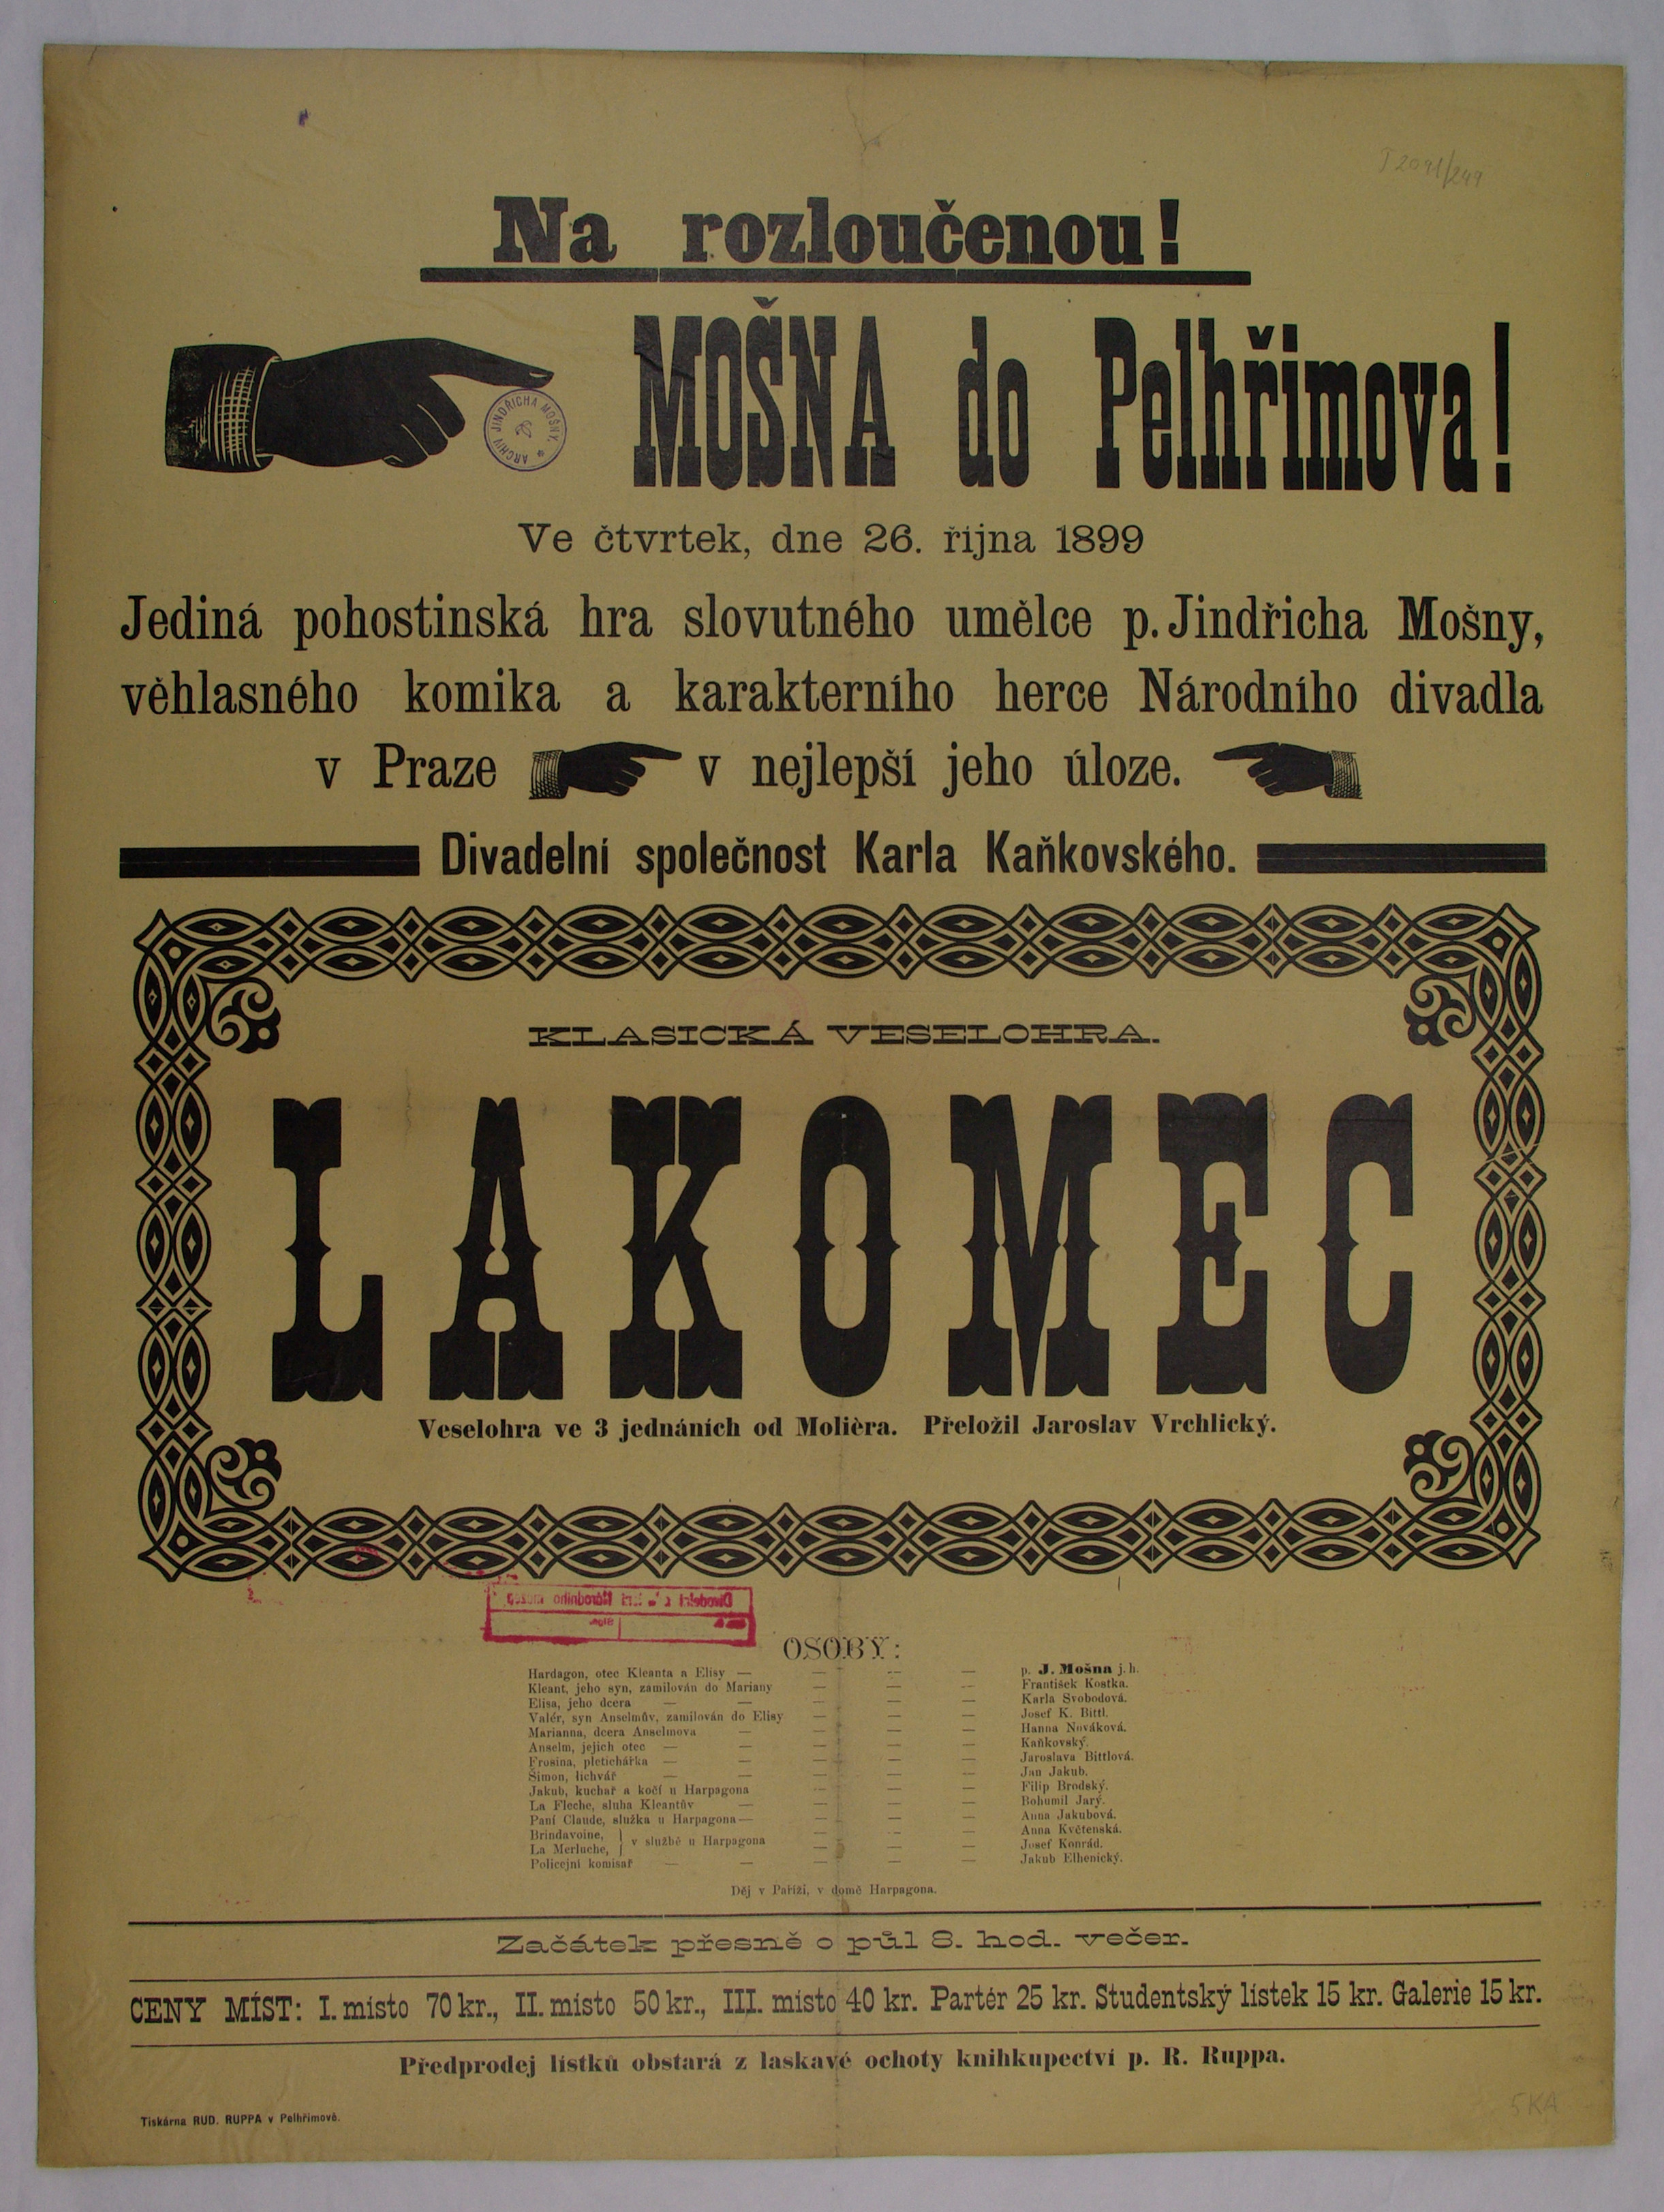 T2091/249
Na rozloučenou!
MOŠNA do Pelhřimova!
ARCHIV JINDŘICHA MOŠNY.
Ve čtvrtek, dne 26. října 1899
Jediná pohostinská hra slovutného umělce p. Jindřicha Mošny,
věhlasného komika a karakterního herce Národního divadla
v Praze v nejlepší jeho úloze.
Divadelní společnost Karla Kaňkovského.
KLASICKÁ VESELOHRA.
LAKOMEC
Veselohra ve 3 jednáních od Molièra. Přeložil Jaroslav Vrchlický.
OSOBY:
Hardagon, otec Kleanta a Elisy — — — — p. J. Mošna j. h.
Kleant, jeho syn, zamilován do Mariany — — — František Kostka.
Elisa, jeho dcera — — — — — Karla Svobodová.
Valér, syn Anselmův, zamilován do Elisy — — — Josef K. Bittl.
Marianna, dcera Anselmova — — — — Hanna Nováková.
Anselm, jejich otec — — — — — Kaňkovský.
Frosina, pletichářka — — — — — Jaroslava Bittlová.
Šimon, lichvář — — — — — Jan Jakub.
Jakub, kuchař a kočí u Harpagona — — — Filip Brodský.
La Fleche, sluha Kleantův — — — — Bohumil Jarý.
Paní Claude, služka u Harpagona — — — — Anna Jakubová.
Brindavoine, } v službě u Harpagona — — — Anna Květenská.
La Merluche, — — — Josef Konrád.
Policejní komisař — — — — — Jakub Elhenický.
Děj v Paříži, v domě Harpagona.
Začátek přesně o půl 8. hod. večer.
CENY MÍST: I. místo 70 kr., II. místo 50 kr., III. místo 40 kr. Partér 25 kr. Studentský lístek 15 kr. Galerie 15 kr.
Předprodej lístků obstará z laskavé ochoty knihkupectví p. R. Ruppa.
Tiskárna RUD. RUPPA v Pelhřimově.
5KA